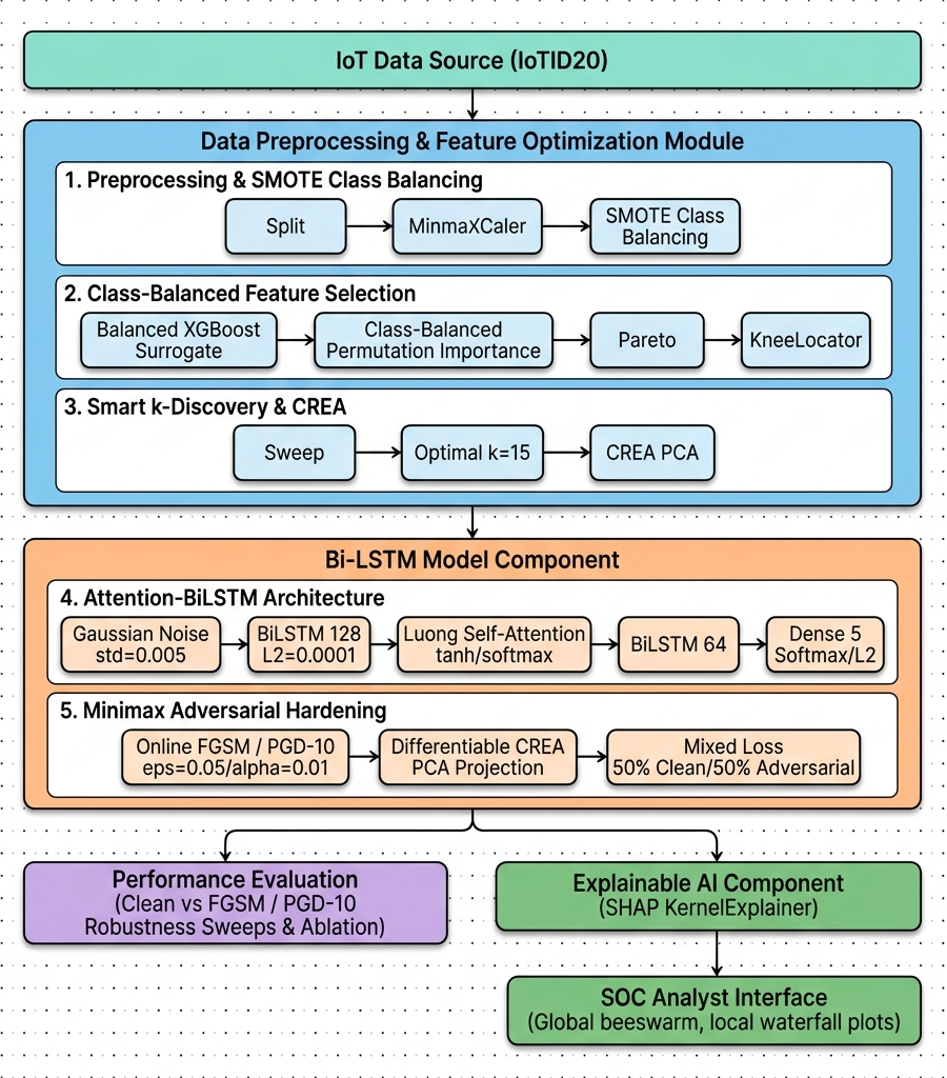 IoT Data Source (IoTID20)
Data Preprocessing & Feature Optimization Module
1. Preprocessing & SMOTE Class Balancing
Split
MinmaXCaler
SMOTE Class
Balancing
2. Class-Balanced Feature Selection
Balanced XGBoost
Surrogate
Class-Balanced
Permutation Importance
Pareto
KneeLocator
3. Smart k-Discovery & CREA
Sweep
Optimal k=15
CREA PCA
Bi-LSTM Model Component
4. Attention-BiLSTM Architecture
Gaussian Noise
std=0.005
BiLSTM 128
L2=0.0001
Luong Self-Attention
tanh/softmax
BiLSTM 64
Dense 5
Softmax/L2
5. Minimax Adversarial Hardening
Online FGSM / PGD-10
eps=0.05/alpha=0.01
Differentiable CREA
PCA Projection
Mixed Loss
50% Clean/50% Adversarial
Performance Evaluation
(Clean vs FGSM / PGD-10
Robustness Sweeps & Ablation)
Explainable AI Component
(SHAP KernelExplainer)
SOC Analyst Interface
(Global beeswarm, local waterfall plots)